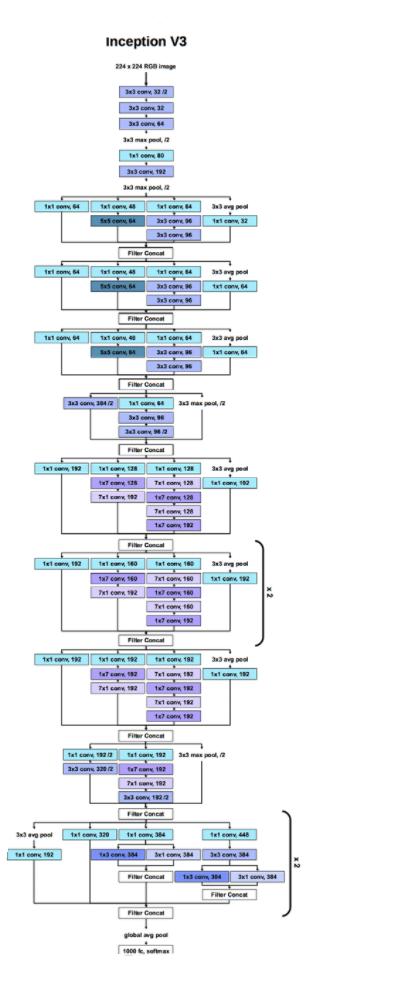 Inception V3
224 x 224 RGB image
3x3 conv, 32 /2
3x3 conv, 32
3x3 conv, 64
3x3 max pool, /2
1x1 conv, 80
3x3 conv, 192
3x3 max pool, /2
1x1 conv, 64 1x1 conv, 48 1x1 conv, 64 3x3 avg pool
5x5 conv, 64 3x3 conv, 96 1x1 conv, 32
3x3 conv, 96
Filter Concat
1x1 conv, 64 1x1 conv, 48 1x1 conv, 64 3x3 avg pool
5x5 conv, 64 3x3 conv, 96 1x1 conv, 64
3x3 conv, 96
Filter Concat
1x1 conv, 64 1x1 conv, 48 1x1 conv, 64 3x3 avg pool
5x5 conv, 64 3x3 conv, 96 1x1 conv, 64
3x3 conv, 96
Filter Concat
3x3 conv, 384 /2 1x1 conv, 64 3x3 max pool, /2
3x3 conv, 96
3x3 conv, 96 /2
Filter Concat
1x1 conv, 192 1x1 conv, 128 1x1 conv, 128 3x3 avg pool
1x7 conv, 128 7x1 conv, 128 1x1 conv, 192
7x1 conv, 192 1x7 conv, 128
7x1 conv, 128
1x7 conv, 192
Filter Concat
1x1 conv, 192 1x1 conv, 160 1x1 conv, 160 3x3 avg pool
1x7 conv, 160 7x1 conv, 160 1x1 conv, 192
7x1 conv, 192 1x7 conv, 160
7x1 conv, 160
1x7 conv, 192
X 2
Filter Concat
1x1 conv, 192 1x1 conv, 192 1x1 conv, 192 3x3 avg pool
1x7 conv, 192 7x1 conv, 192 1x1 conv, 192
7x1 conv, 192 1x7 conv, 192
7x1 conv, 192
1x7 conv, 192
Filter Concat
1x1 conv, 192 /2 1x1 conv, 192 3x3 max pool, /2
3x3 conv, 320 /2 1x7 conv, 192
7x1 conv, 192
3x3 conv, 192 /2
Filter Concat
3x3 avg pool 1x1 conv, 320 1x1 conv, 384 1x1 conv, 448
1x1 conv, 192 1x3 conv, 384 3x1 conv, 384 3x3 conv, 384
X 2
Filter Concat 1x3 conv, 384 3x1 conv, 384
Filter Concat
Filter Concat
global avg pool
1000 fc, softmax